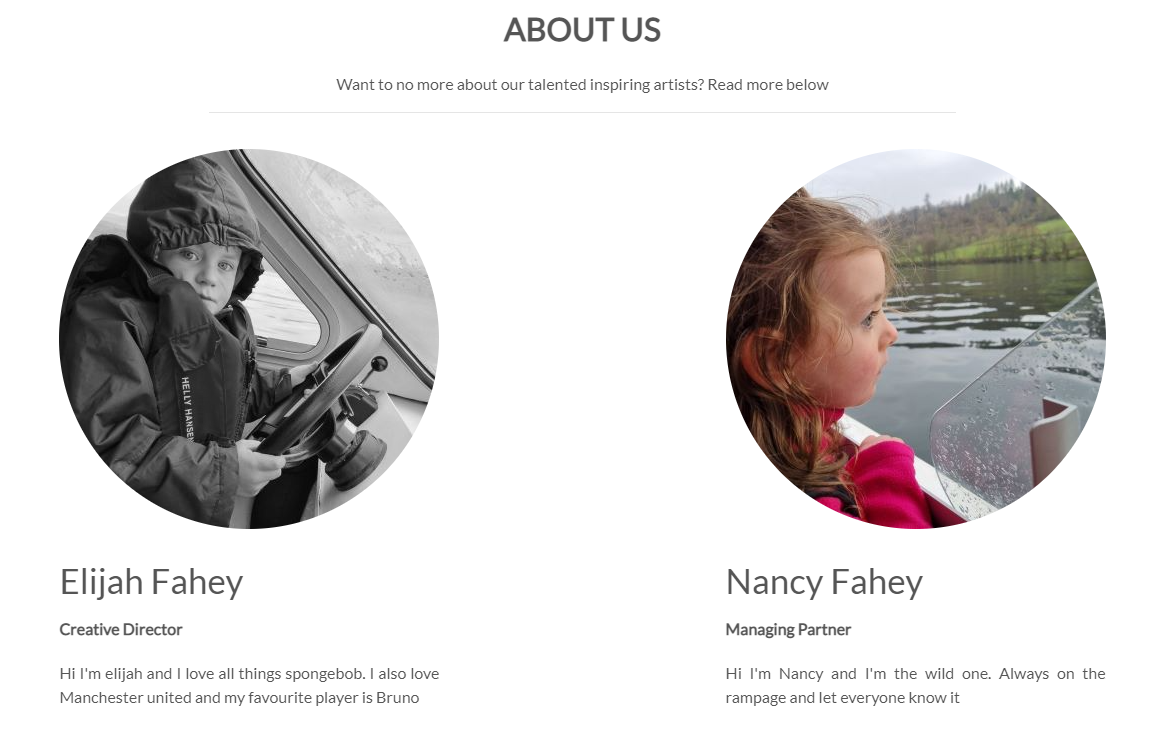 ABOUT US
Want to no more about our talented inspiring artists? Read more below
HELLY HANSEN
Elijah Fahey
Creative Director
Hi I'm elijah and I love all things spongebob. I also love
Manchester united and my favourite player is Bruno
Nancy Fahey
Managing Partner
Hi I'm Nancy and I'm the wild one. Always on the
rampage and let everyone know it